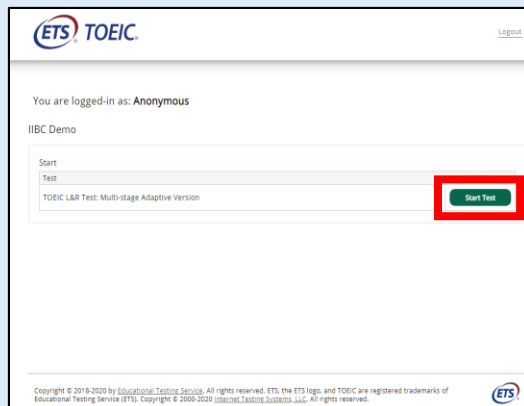 ETS TOEIC®
Logout
You are logged-in as: Anonymous
IIBC Demo
Start
Test
TOEIC L&R Test: Multi-stage Adaptive Version
Start Test
Copyright © 2018-2020 by Educational Testing Service. All rights reserved. ETS, the ETS logo, and TOEIC are registered trademarks of
Educational Testing Service (ETS). Copyright © 2000-2020 Internet Testing Systems, LLC. All rights reserved.
ETS